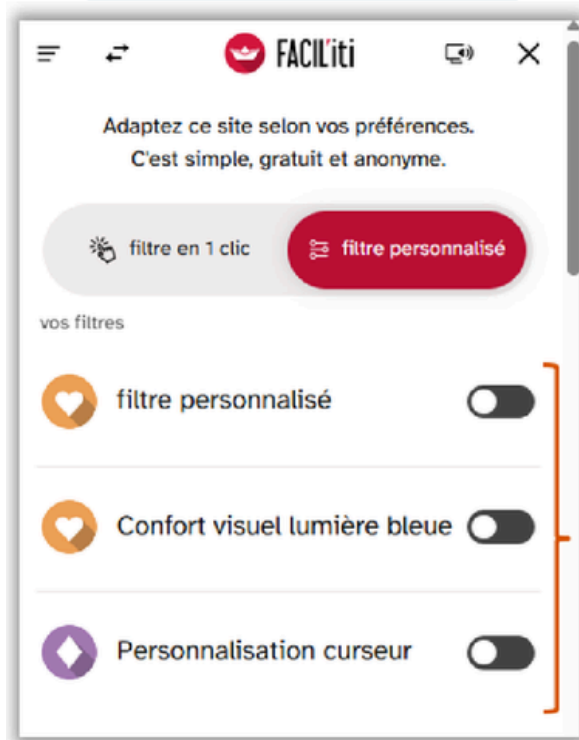 FACIL'iti
Adaptez ce site selon vos préférences.
C'est simple, gratuit et anonyme.
filtre en 1 clic
filtre personnalisé
vos filtres
filtre personnalisé
Confort visuel lumière bleue
Personnalisation curseur